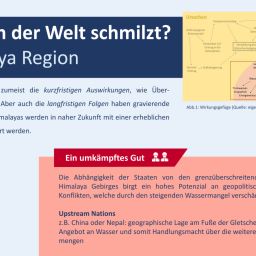 n der Welt schmilzt?
ya Region
zumeist die kurzfristigen Auswirkungen, wie Über-
Aber auch die langfristigen Folgen haben gravierende
imalayas werden in naher Zukunft mit einer erheblichen
rt werden.
Ursachen
Abb.1: Wirkungsgefüge (Quelle: eigen
Ein umkämpftes Gut
Die Abhängigkeit der Staaten von den grenzüberschreitende
Himalaya Gebirges birgt ein hohes Potenzial an geopolitisch
Konflikten, welche durch den steigenden Wassermangel verschä
Upstream Nations
z.B. China oder Nepal: geographische Lage am Fuße der Gletsche
Angebot an Wasser und somit Handlungsmacht über die weitere
mengen